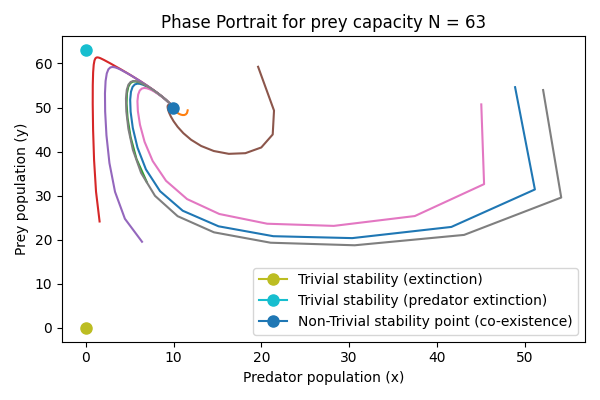 Phase Portrait for prey capacity N = 63
Prey population (y)
60
50
40
30
20
10
0
Trivial stability (extinction)
Trivial stability (predator extinction)
Non-Trivial stability point (co-existence)
0 10 20 30 40 50
Predator population (x)